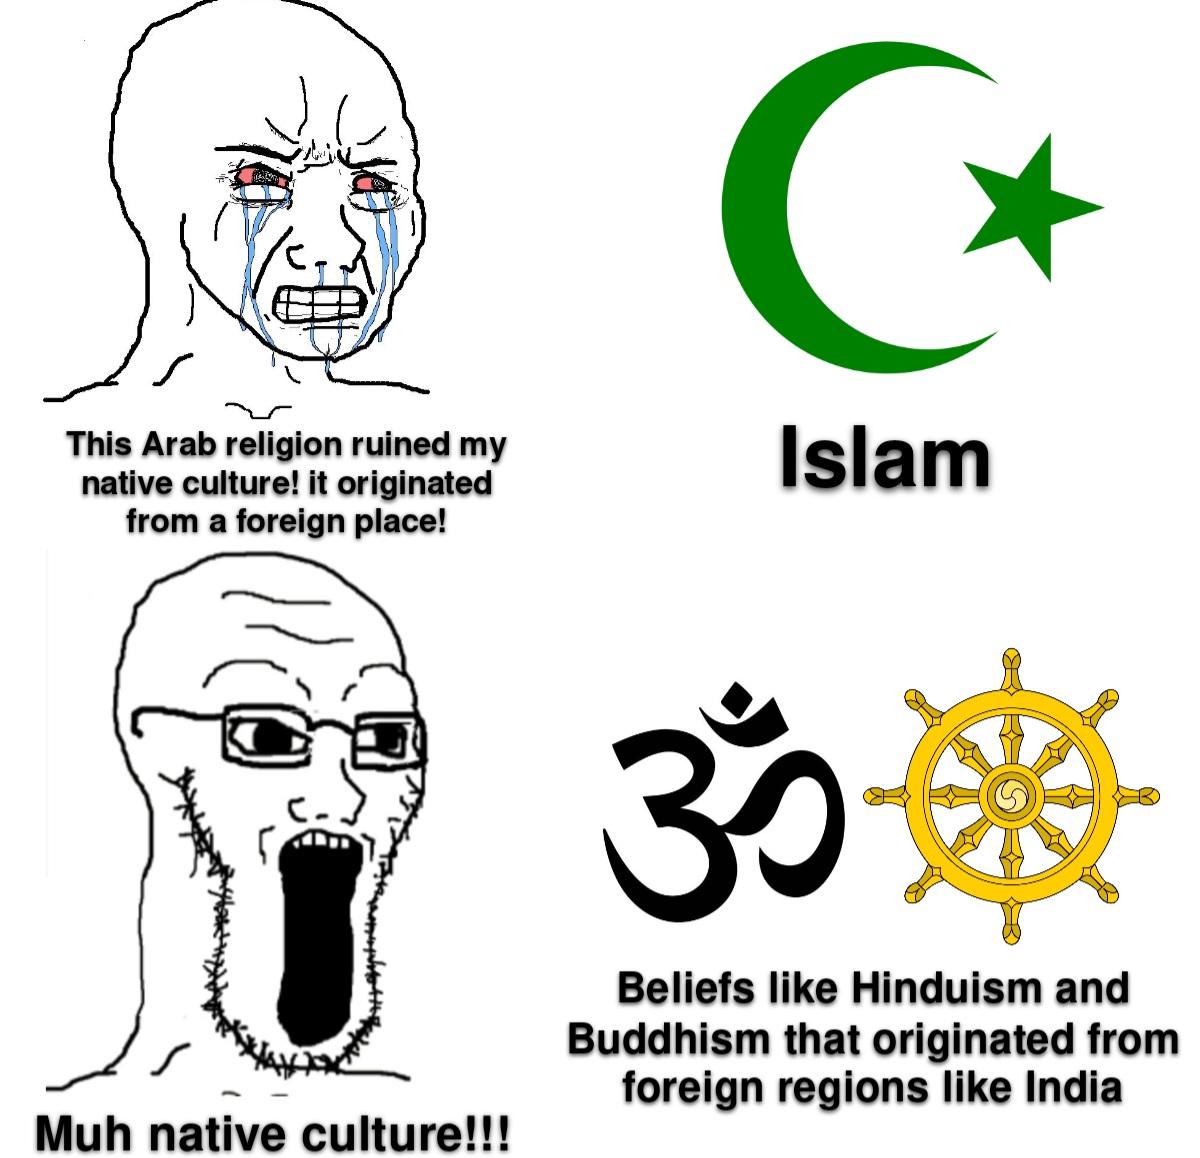 This Arab religion ruined my
native culture! it originated
from a foreign place!
Islam
ॐ
Muh native culture!!!
Beliefs like Hinduism and
Buddhism that originated from
foreign regions like India